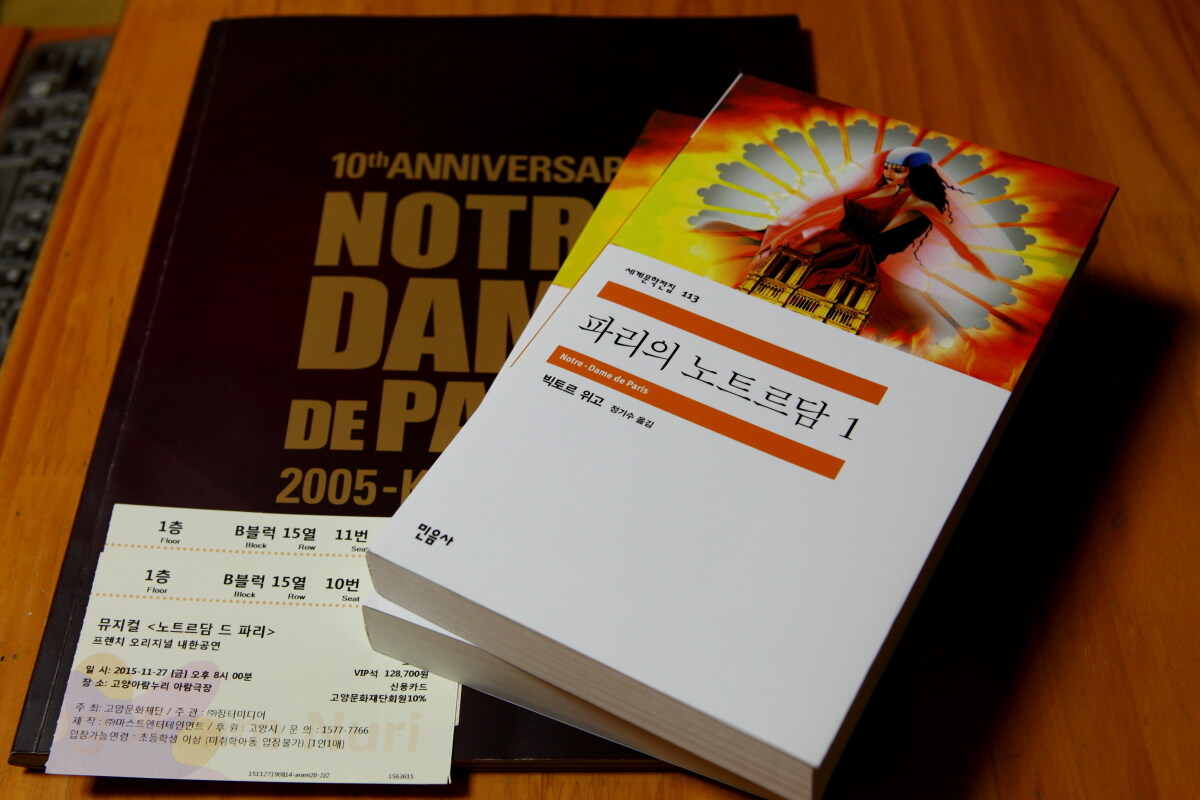 10th ANNIVERSAR
NOTR
DAM
DE PA
2005-K
세계문학전집 113
파리의 노트르담 1
Notre-Dame de Paris
빅토르 위고 정기수 옮김
민음사
1층 B블럭 15열 11번
Floor Block Row Seat
1층 B블럭 15열 10번
Floor Block Row Seat
뮤지컬 <노트르담 드 파리>
프렌치 오리지널 내한공연
일 시: 2015-11-27 [금] 오후 8시 00분
장 소: 고양아람누리 아람극장
VIP석 128,700원
신용카드
고양문화재단회원10%
주 최: 고양문화재단 / 주 관 : ㈜장터미디어
제 작 : ㈜마스트엔터테인먼트 / 후 원 : 고양시 / 문 의 : 1577-7766
입장가능연령 : 초등학생 이상 (미취학아동 입장불가) [1인1매]
Nuri
151127190814-aram20-2/2 1563615